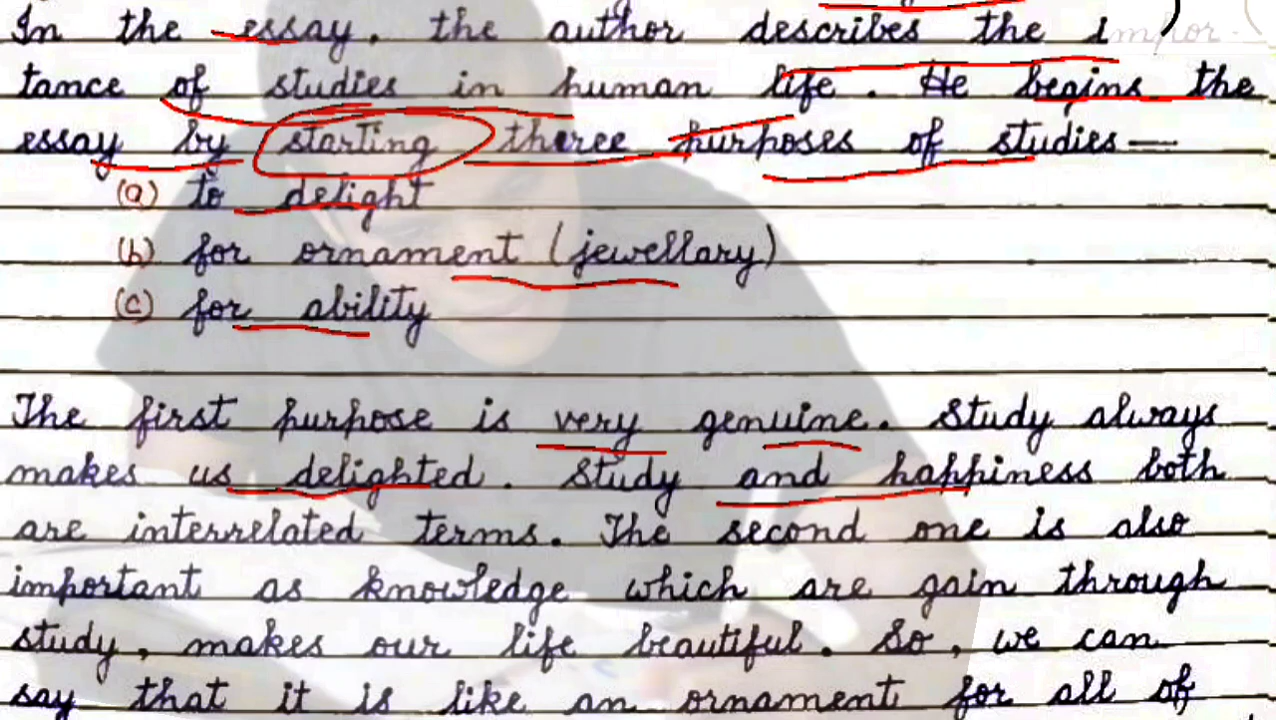 In the essay, the author describes the impor-
tance of studies in human life. He begins the
essay by starting theree purposes of studies—
(a) to delight
(b) for ornament (jewellary)
(c) for ability
The first purpose is very genuine. Study always
makes us delighted. Study and happiness both
are interrelated terms. The second one is also
important as knowledge which are gain through
study, makes our life beautiful. So, we can
say that it is like an ornament for all of